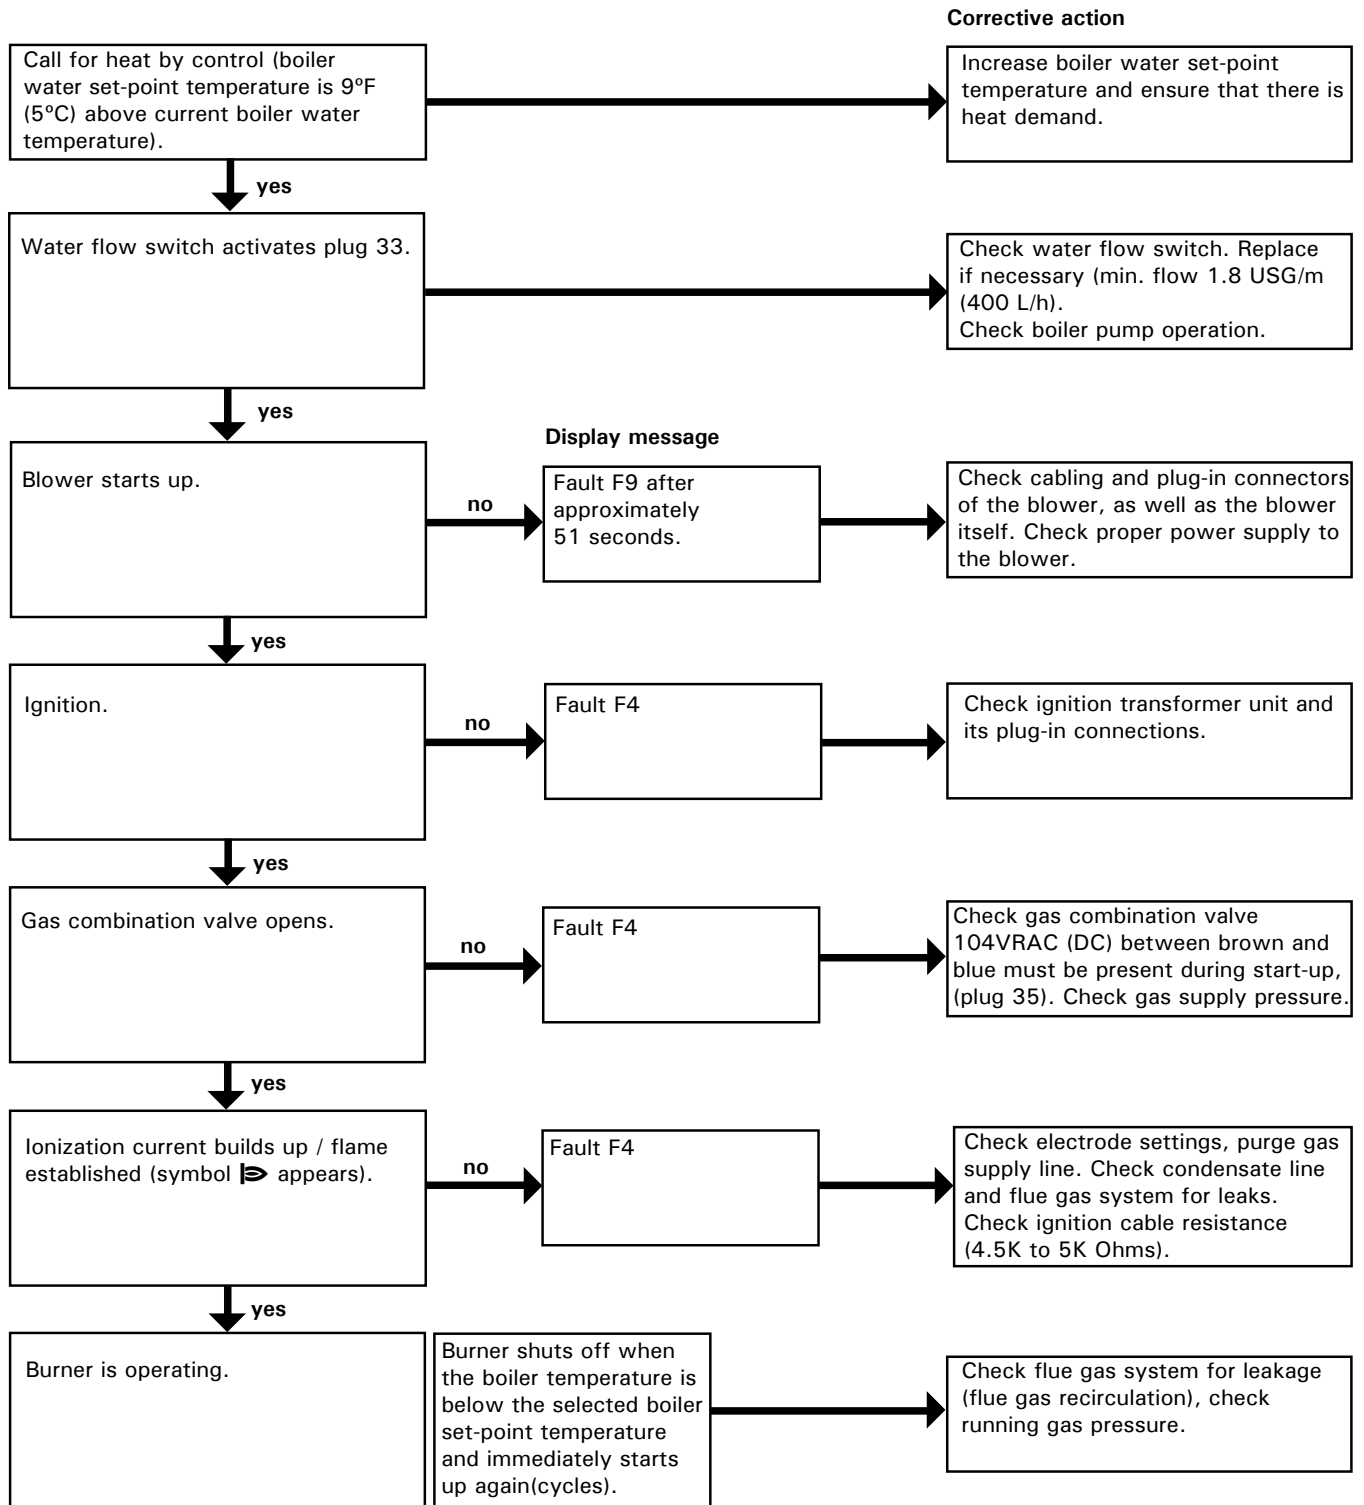 Corrective action
Call for heat by control (boiler
water set-point temperature is 9ºF
(5ºC) above current boiler water
temperature).
Increase boiler water set-point
temperature and ensure that there is
heat demand.
yes
Water flow switch activates plug 33.
Check water flow switch. Replace
if necessary (min. flow 1.8 USG/m
(400 L/h).
Check boiler pump operation.
yes
Display message
Blower starts up.
no
Fault F9 after
approximately
51 seconds.
Check cabling and plug-in connectors
of the blower, as well as the blower
itself. Check proper power supply to
the blower.
yes
Ignition.
no
Fault F4
Check ignition transformer unit and
its plug-in connections.
yes
Gas combination valve opens.
no
Fault F4
Check gas combination valve
104VRAC (DC) between brown and
blue must be present during start-up,
(plug 35). Check gas supply pressure.
yes
Ionization current builds up / flame
established (symbol appears).
no
Fault F4
Check electrode settings, purge gas
supply line. Check condensate line
and flue gas system for leaks.
Check ignition cable resistance
(4.5K to 5K Ohms).
yes
Burner is operating.
Burner shuts off when
the boiler temperature is
below the selected boiler
set-point temperature
and immediately starts
up again(cycles).
Check flue gas system for leakage
(flue gas recirculation), check
running gas pressure.